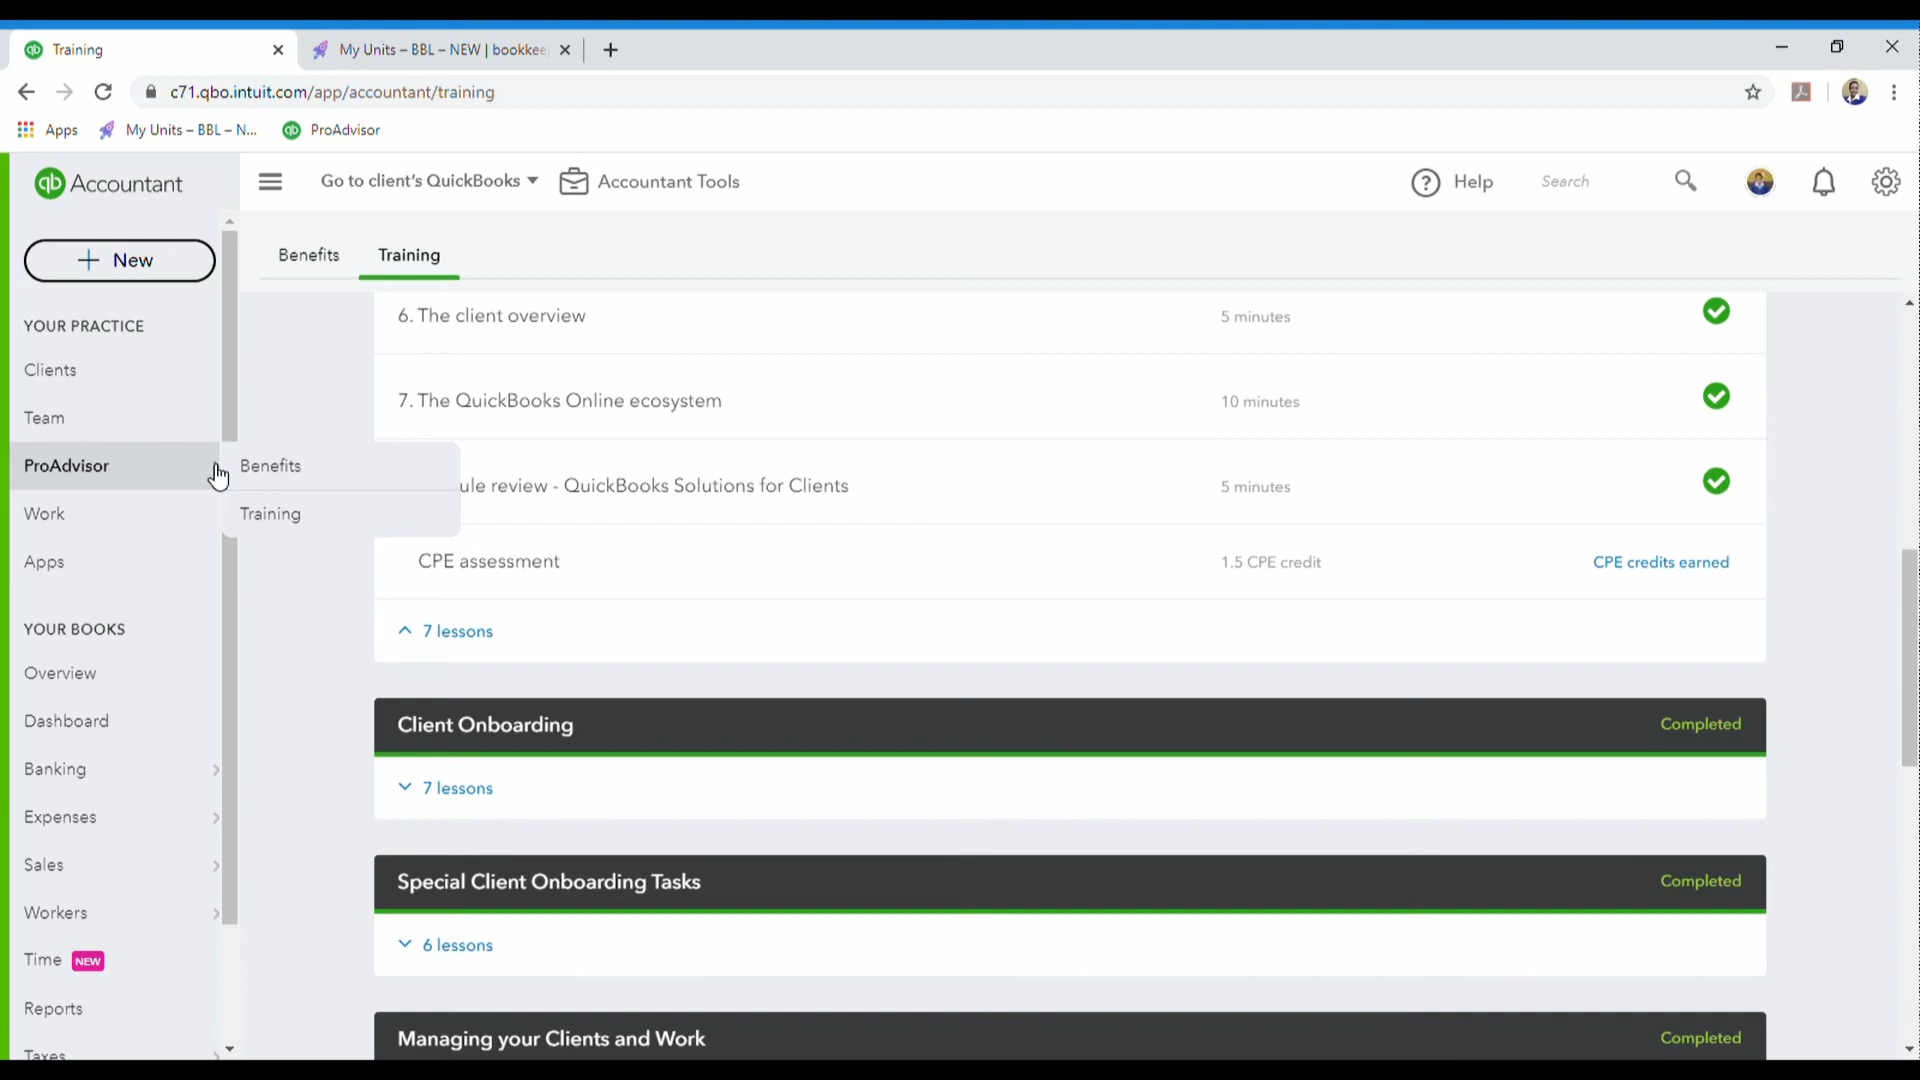 Training
My Units – BBL – NEW | bookkee
c71.qbo.intuit.com/app/accountant/training
Apps
My Units – BBL – N...
ProAdvisor
qb Accountant
Go to client's QuickBooks
Accountant Tools
Help
Search
New
Benefits
Training
YOUR PRACTICE
Clients
Team
ProAdvisor
Work
Apps
YOUR BOOKS
Overview
Dashboard
Banking
Expenses
Sales
Workers
Time NEW
Reports
Taxes
Benefits
Training
6. The client overview 5 minutes
7. The QuickBooks Online ecosystem 10 minutes
ule review - QuickBooks Solutions for Clients 5 minutes
CPE assessment 1.5 CPE credit CPE credits earned
7 lessons
Client Onboarding Completed
7 lessons
Special Client Onboarding Tasks Completed
6 lessons
Managing your Clients and Work Completed